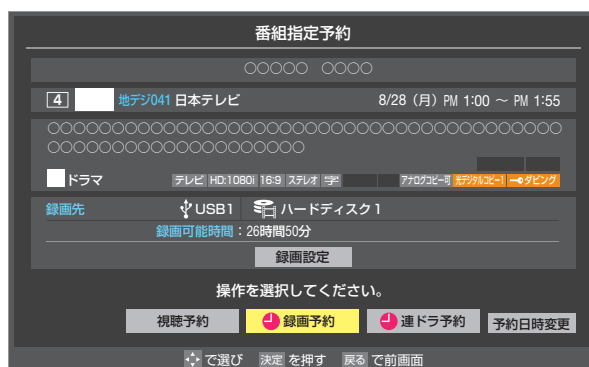 番組指定予約
○○○○○ ○○○○
4 地デジ041 日本テレビ 8/28（月）PM 1:00 ～ PM 1:55
○○○○○○○○○○○○○○○○○○○○○○○○○○○○○○○○○○○○○○○○
○○○○○○○○○○○○○○○○○○○○
ドラマ テレビ HD:1080i 16:9 ステレオ 字 アナログコピー可 光デジタルコピー1 ダビング
録画先 USB1 ハードディスク1
録画可能時間：26時間50分
録画設定
操作を選択してください。
視聴予約 録画予約 連ドラ予約 予約日時変更
で選び 決定 を押す 戻る で前画面